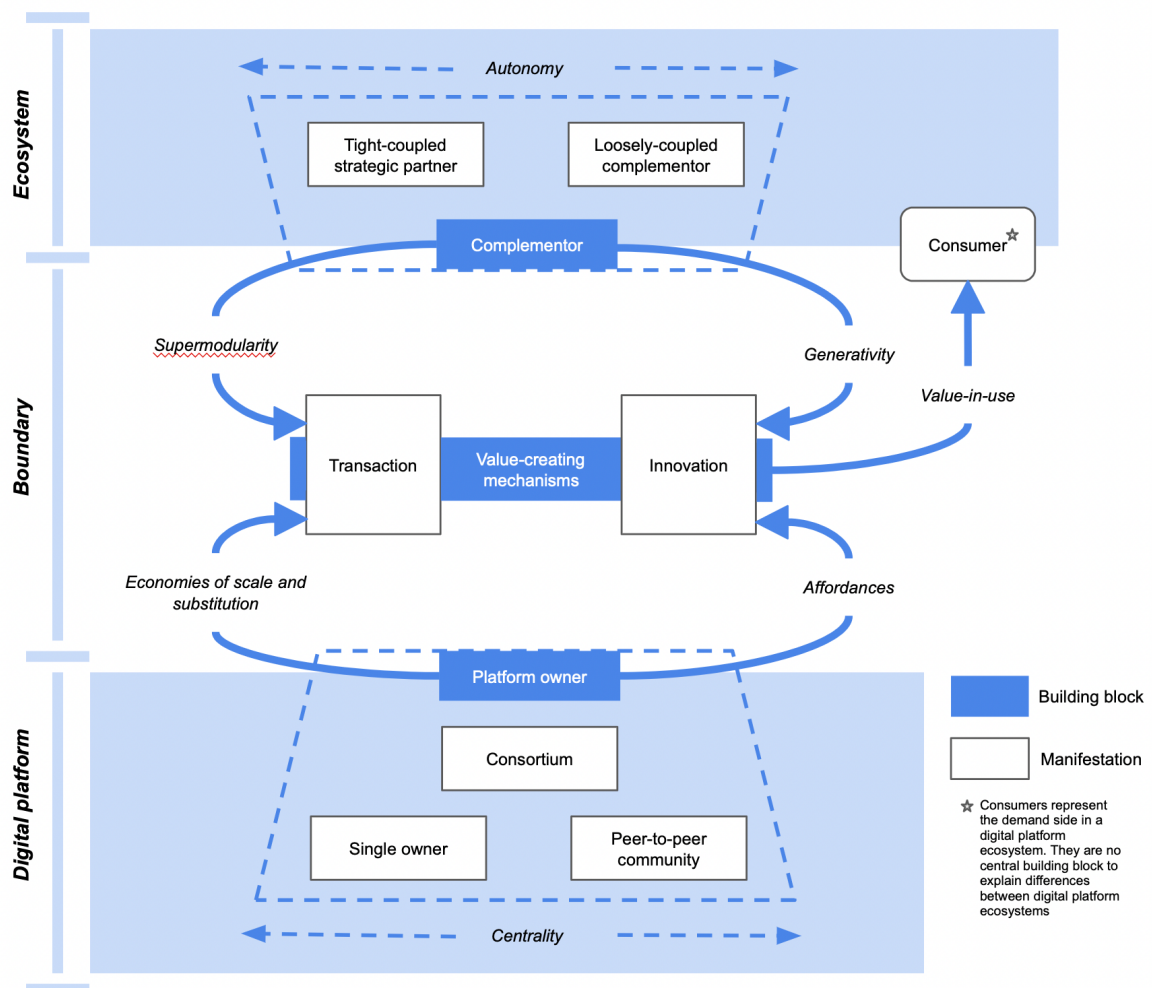 Ecosystem
Autonomy
Tight-coupled
strategic partner
Loosely-coupled
complementor
Complementor
Consumer
Boundary
Supermodularity
Generativity
Value-in-use
Transaction
Value-creating
mechanisms
Innovation
Economies of scale and
substitution
Affordances
Digital platform
Platform owner
Consortium
Single owner
Peer-to-peer
community
Centrality
Building block
Manifestation
Consumers represent
the demand side in a
digital platform
ecosystem. They are no
central building block to
explain differences
between digital platform
ecosystems